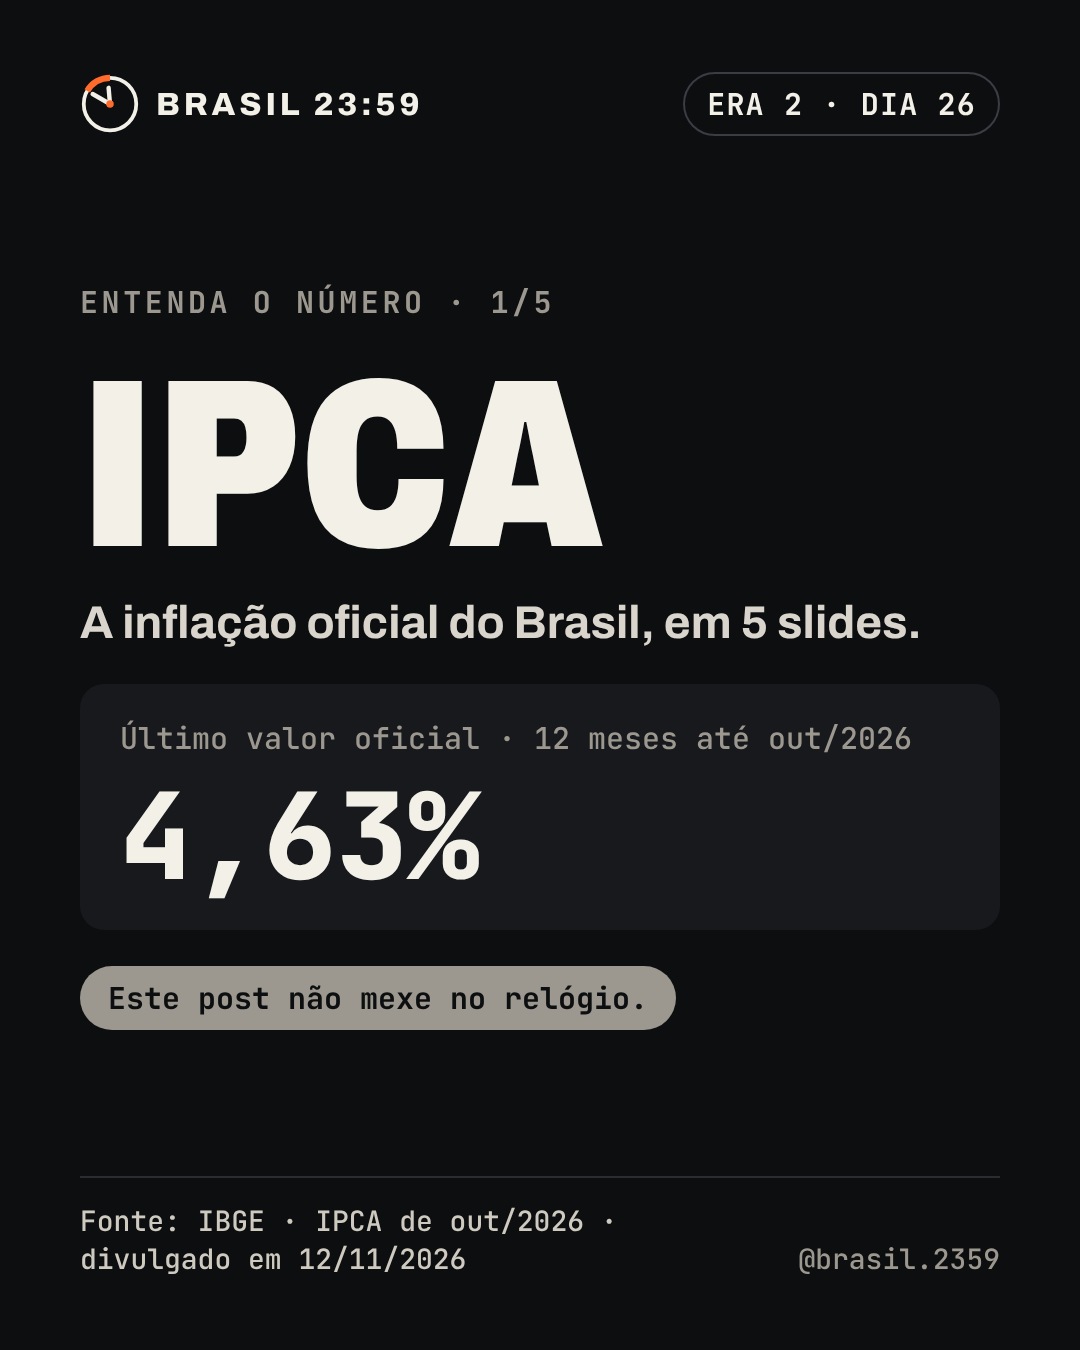 BRASIL 23:59
ERA 2 · DIA 26
ENTENDA O NÚMERO · 1/5
IPCA
A inflação oficial do Brasil, em 5 slides.
Último valor oficial · 12 meses até out/2026
4,63%
Este post não mexe no relógio.
Fonte: IBGE · IPCA de out/2026 ·
divulgado em 12/11/2026
@brasil.2359